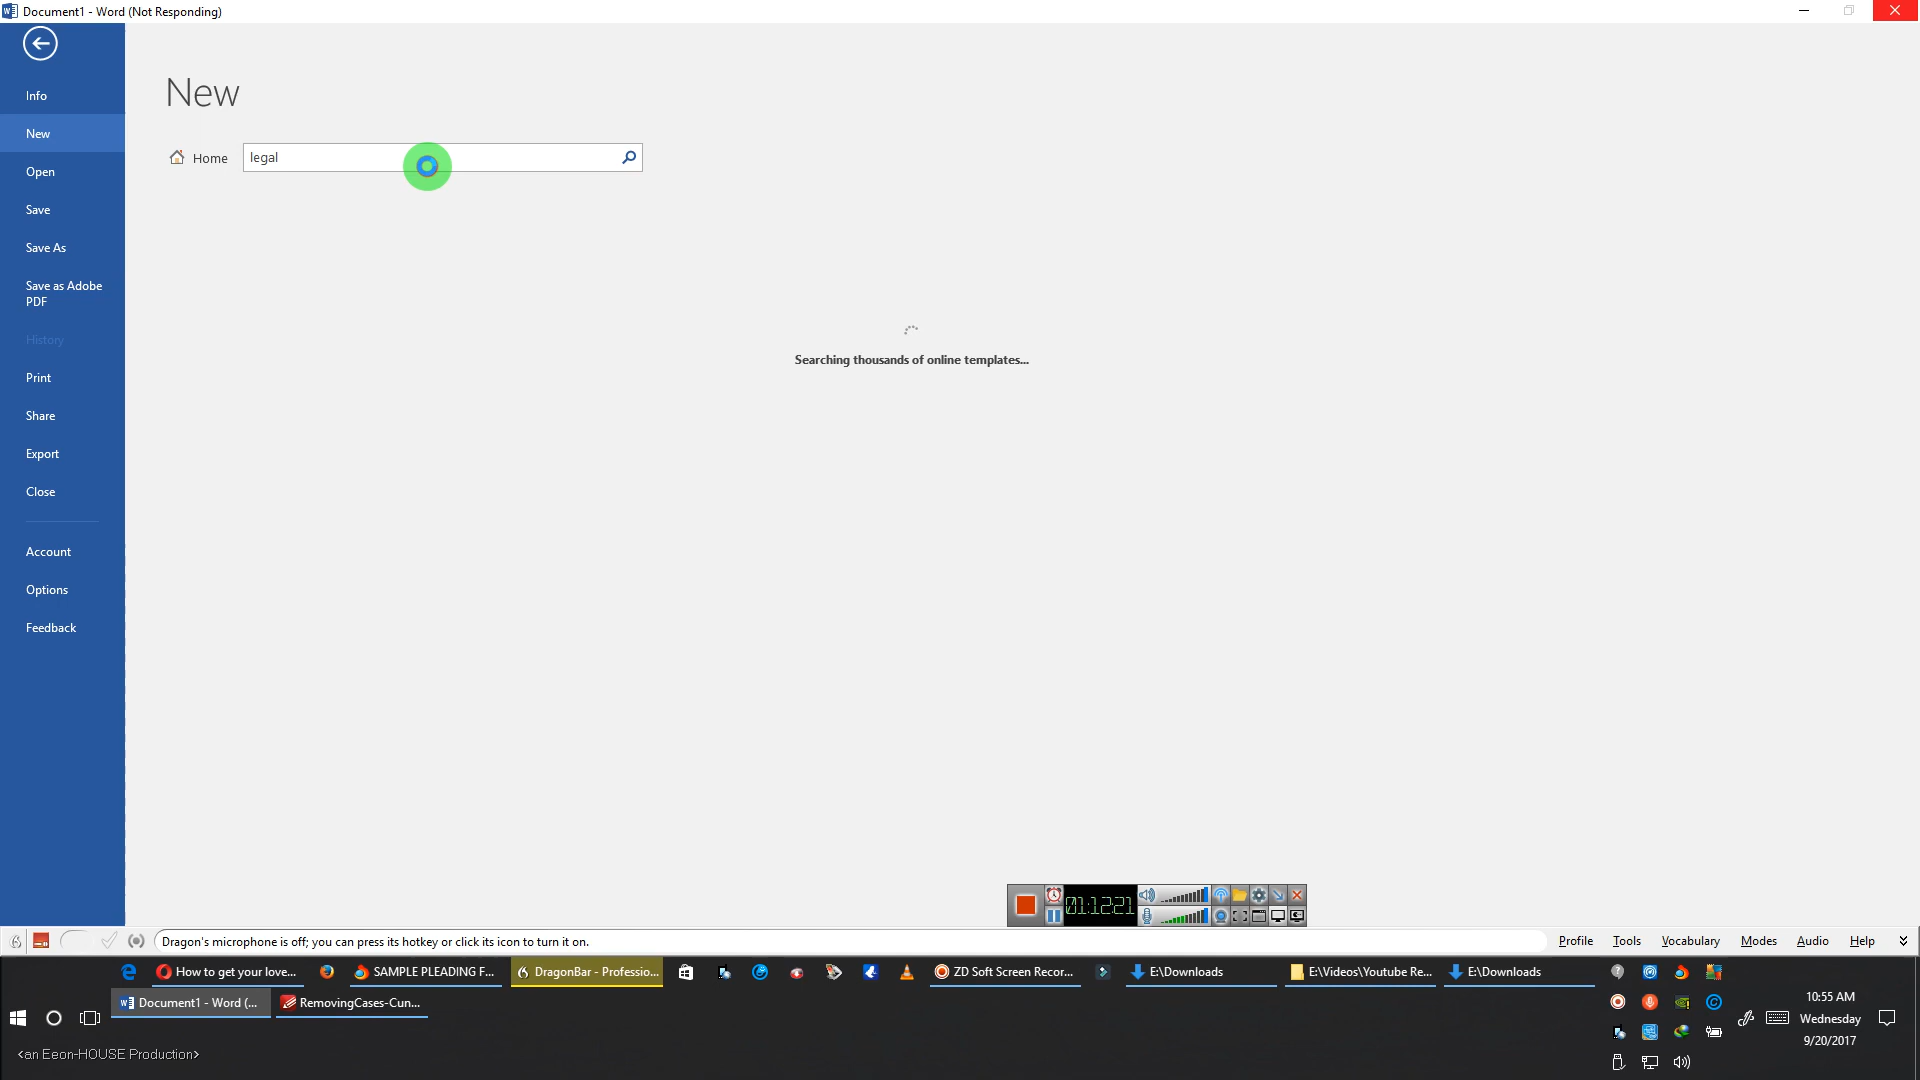 Document1 - Word (Not Responding)
New
Home
legal
Info
New
Open
Save
Save As
Save as Adobe
PDF
History
Print
Share
Export
Close
Account
Options
Feedback
Searching thousands of online templates...
01:12:21
Dragon's microphone is off; you can press its hotkey or click its icon to turn it on.
Profile
Tools
Vocabulary
Modes
Audio
Help
How to get your love...
SAMPLE PLEADING F...
DragonBar - Professio...
ZD Soft Screen Recor...
E:\Downloads
E:\Videos\Youtube Re...
E:\Downloads
Document1 - Word (...
RemovingCases-Cun...
10:55 AM
Wednesday
9/20/2017
<an Eeon-HOUSE Production>